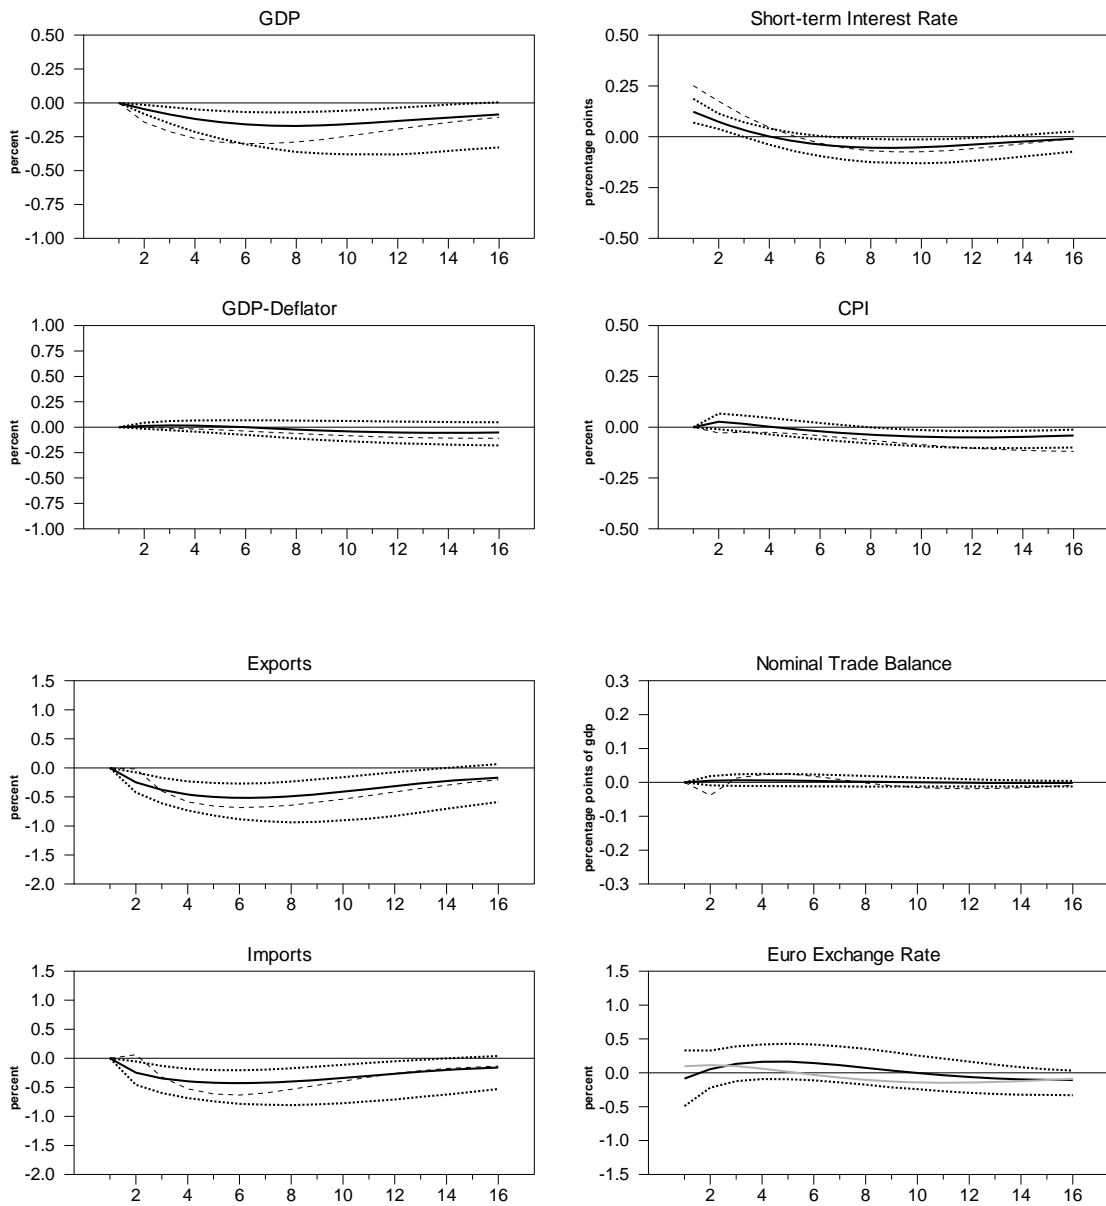 GDP
0.50
0.25
0.00
-0.25
-0.50
-0.75
-1.00
percent
2 4 6 8 10 12 14 16
Short-term Interest Rate
0.50
0.25
0.00
-0.25
-0.50
percentage points
2 4 6 8 10 12 14 16
GDP-Deflator
1.00
0.75
0.50
0.25
0.00
-0.25
-0.50
-0.75
-1.00
percent
2 4 6 8 10 12 14 16
CPI
0.50
0.25
0.00
-0.25
-0.50
percent
2 4 6 8 10 12 14 16
Exports
1.5
1.0
0.5
0.0
-0.5
-1.0
-1.5
-2.0
percent
2 4 6 8 10 12 14 16
Nominal Trade Balance
0.3
0.2
0.1
0.0
-0.1
-0.2
-0.3
percentage points of gdp
2 4 6 8 10 12 14 16
Imports
1.5
1.0
0.5
0.0
-0.5
-1.0
-1.5
-2.0
percent
2 4 6 8 10 12 14 16
Euro Exchange Rate
1.5
1.0
0.5
0.0
-0.5
-1.0
-1.5
percent
2 4 6 8 10 12 14 16